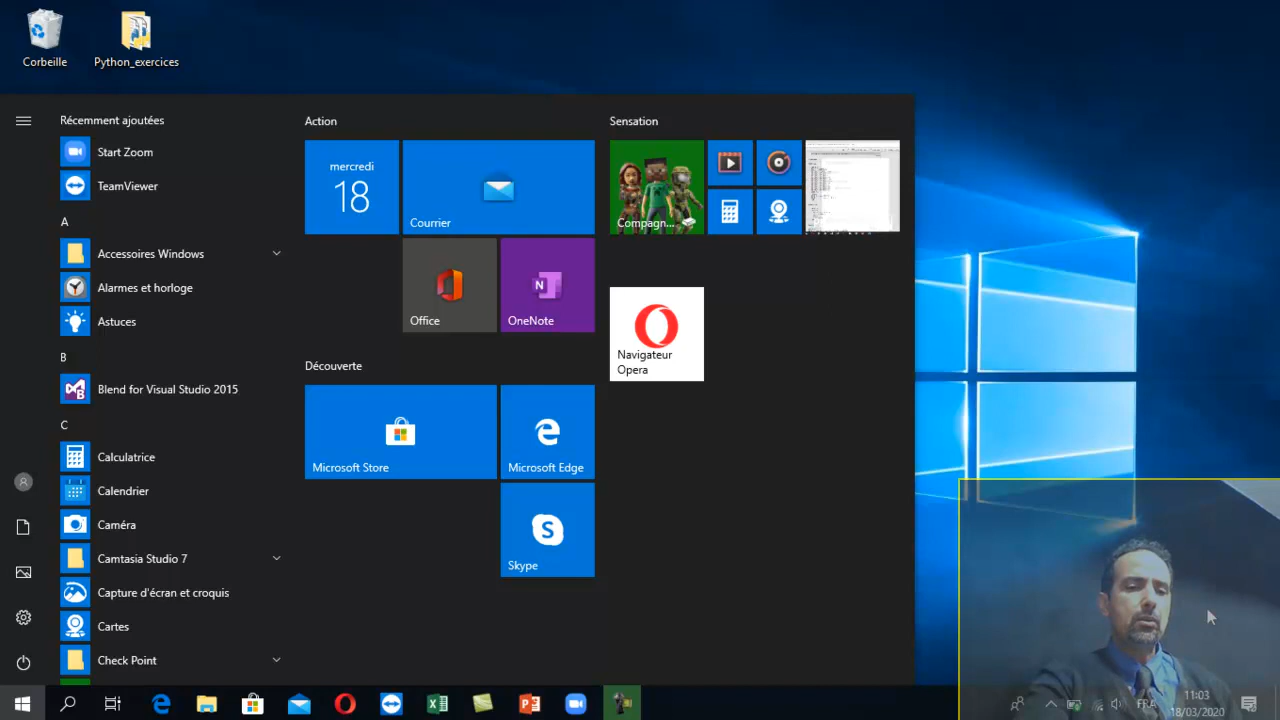 Corbeille
Python_exercices
Récemment ajoutées
Start Zoom
TeamViewer
A
Accessoires Windows
Alarmes et horloge
Astuces
B
Blend for Visual Studio 2015
C
Calculatrice
Calendrier
Caméra
Camtasia Studio 7
Capture d'écran et croquis
Cartes
Check Point
Action
mercredi
18
Courrier
Office
OneNote
Découverte
Microsoft Store
Microsoft Edge
Skype
Sensation
Compagn...
Navigateur
Opera
FRA
11:03
18/03/2020